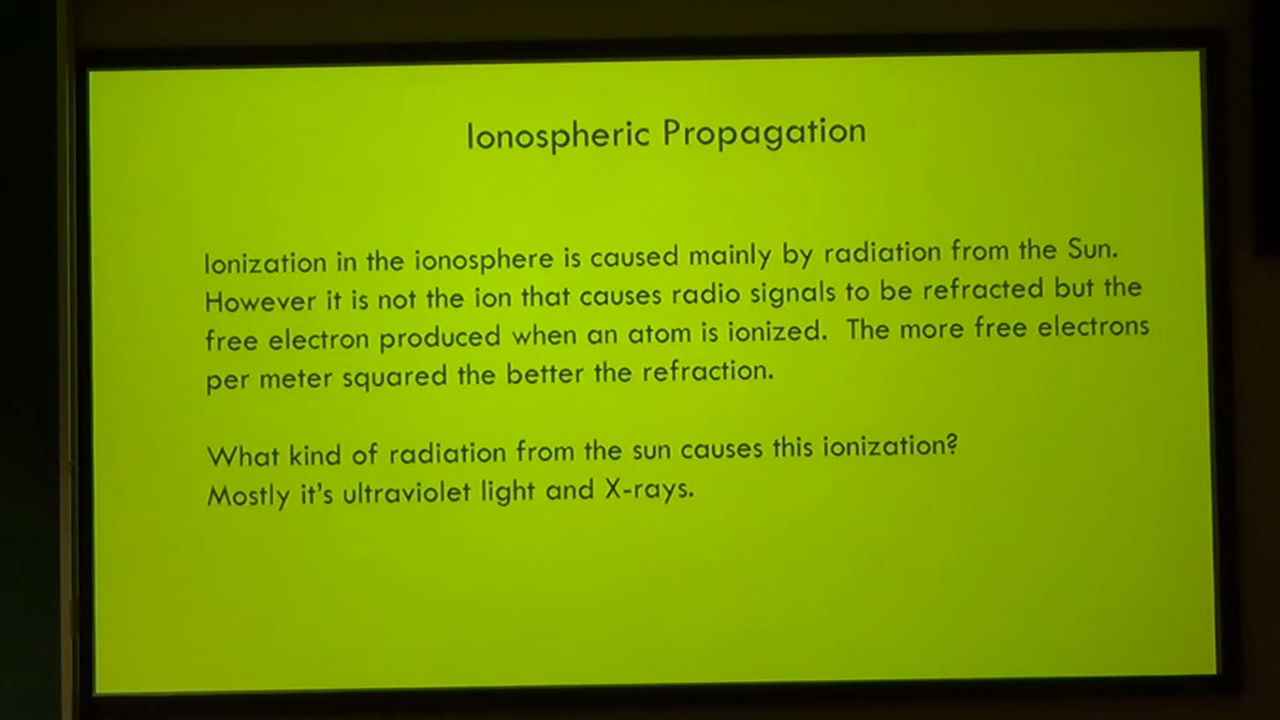 Ionospheric Propagation
Ionization in the ionosphere is caused mainly by radiation from the Sun.
However it is not the ion that causes radio signals to be refracted but the
free electron produced when an atom is ionized. The more free electrons
per meter squared the better the refraction.
What kind of radiation from the sun causes this ionization?
Mostly it's ultraviolet light and X-rays.